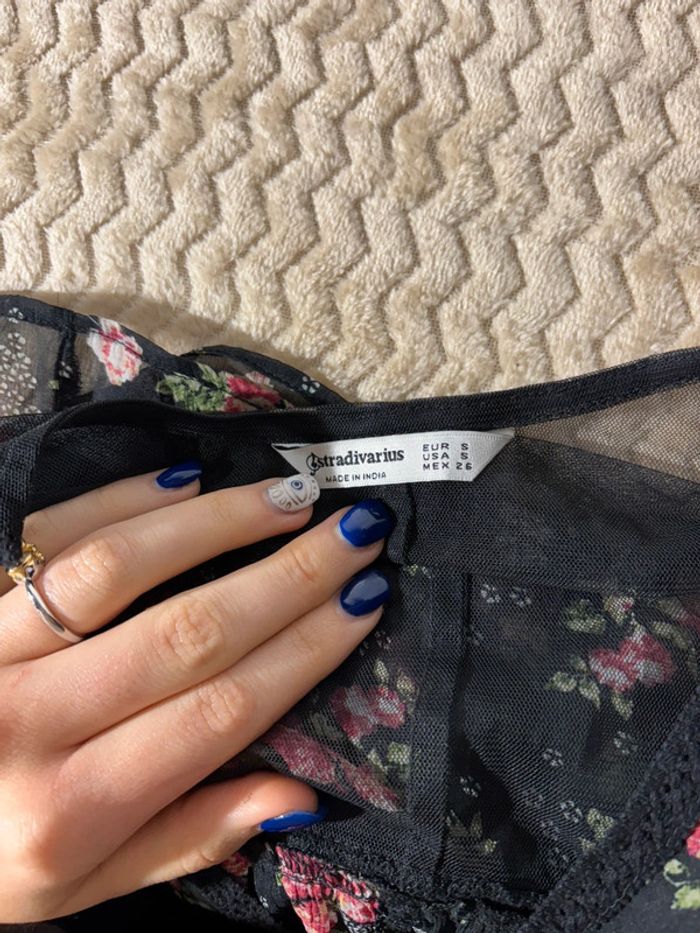 stradivarius
MADE IN INDIA
EUR S
USA S
MEX 26